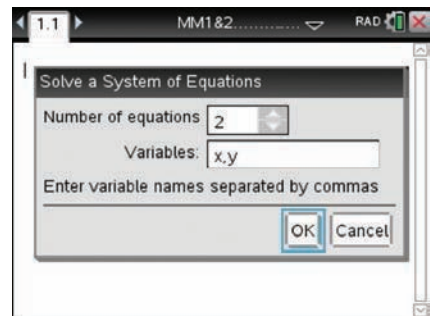 1.1 MM1&2............. RAD
Solve a System of Equations
Number of equations 2
Variables: x,y
Enter variable names separated by commas
OK Cancel